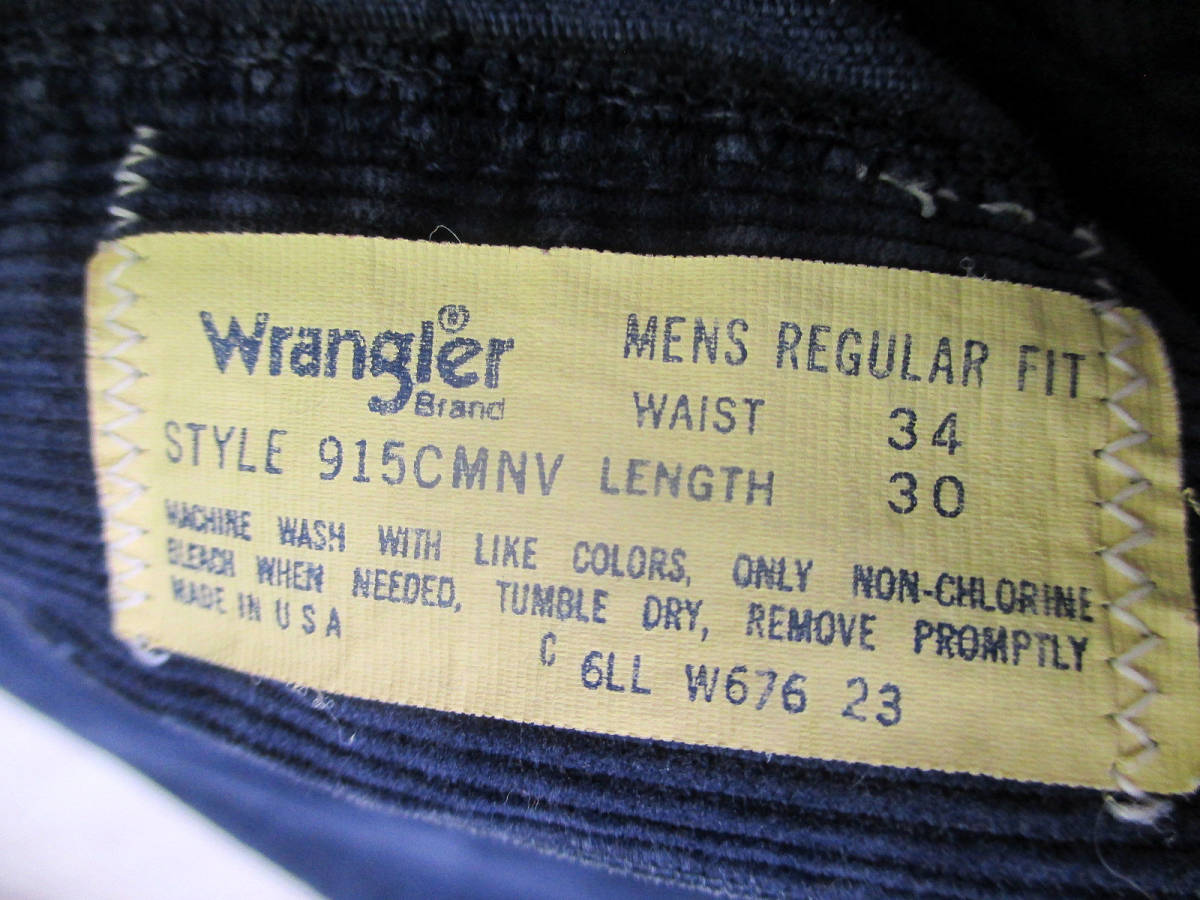 Wrangler®
Brand
MENS REGULAR FIT
WAIST 34
STYLE 915CMNV LENGTH 30
MACHINE WASH WITH LIKE COLORS, ONLY NON-CHLORINE
BLEACH WHEN NEEDED, TUMBLE DRY, REMOVE PROMPTLY
MADE IN U S A
C 6LL W676 23